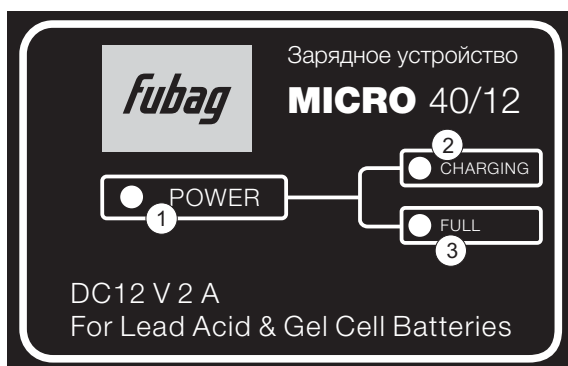 fubag
Зарядное устройство
MICRO 40/12
2
CHARGING
POWER
1
FULL
3
DC12 V 2 A
For Lead Acid & Gel Cell Batteries